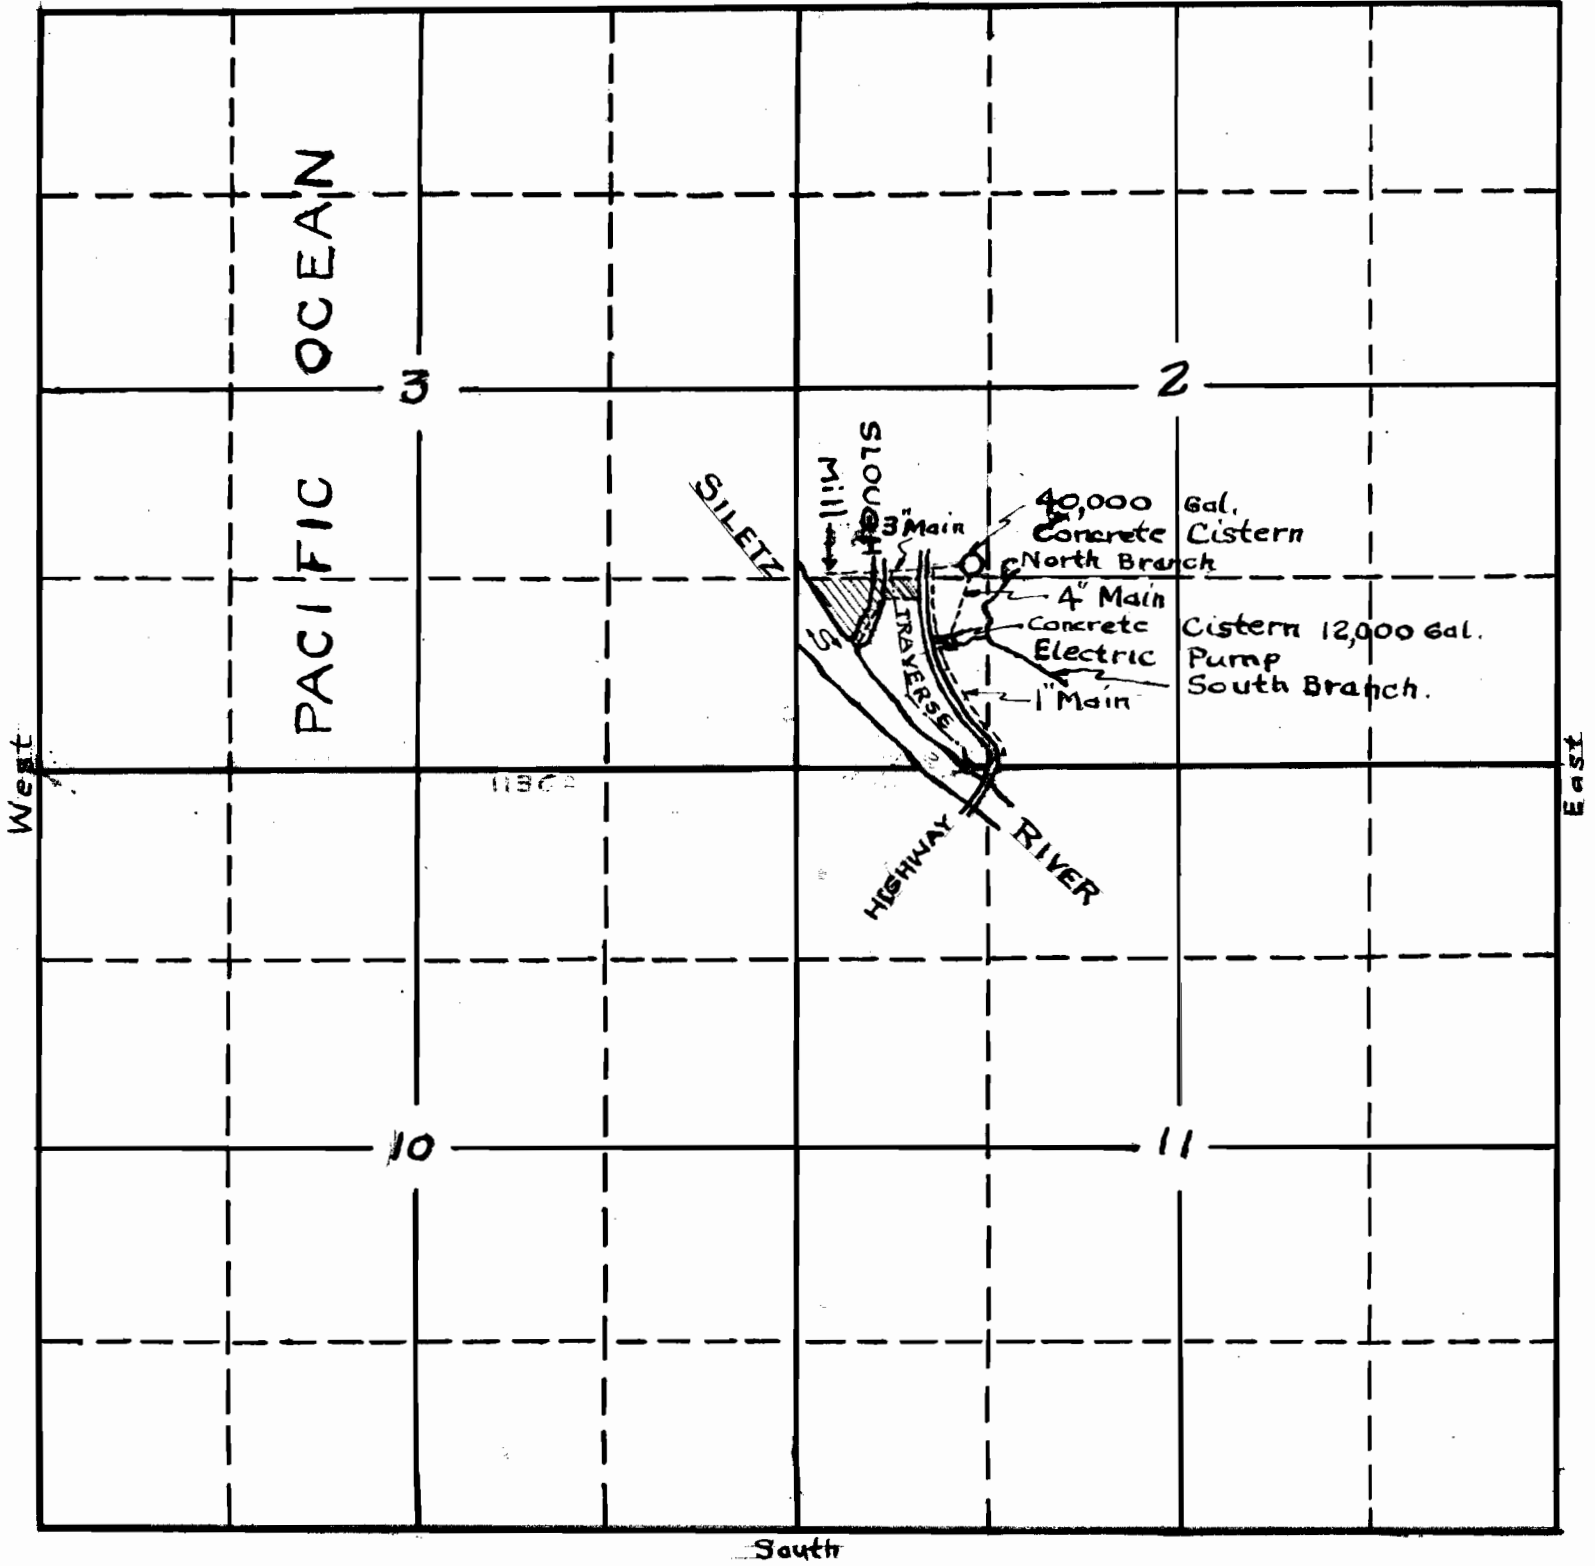 PACIFIC OCEAN
3
2
SLOUGH
Mill
SILETZ
3" Main
40,000 Gal.
Concrete Cistern
North Branch
4" Main
Concrete Cistern 12,000 Gal.
Electric Pump
South Branch.
1" Main
TRAVERSE
West
East
HIGHWAY
RIVER
10
11
South